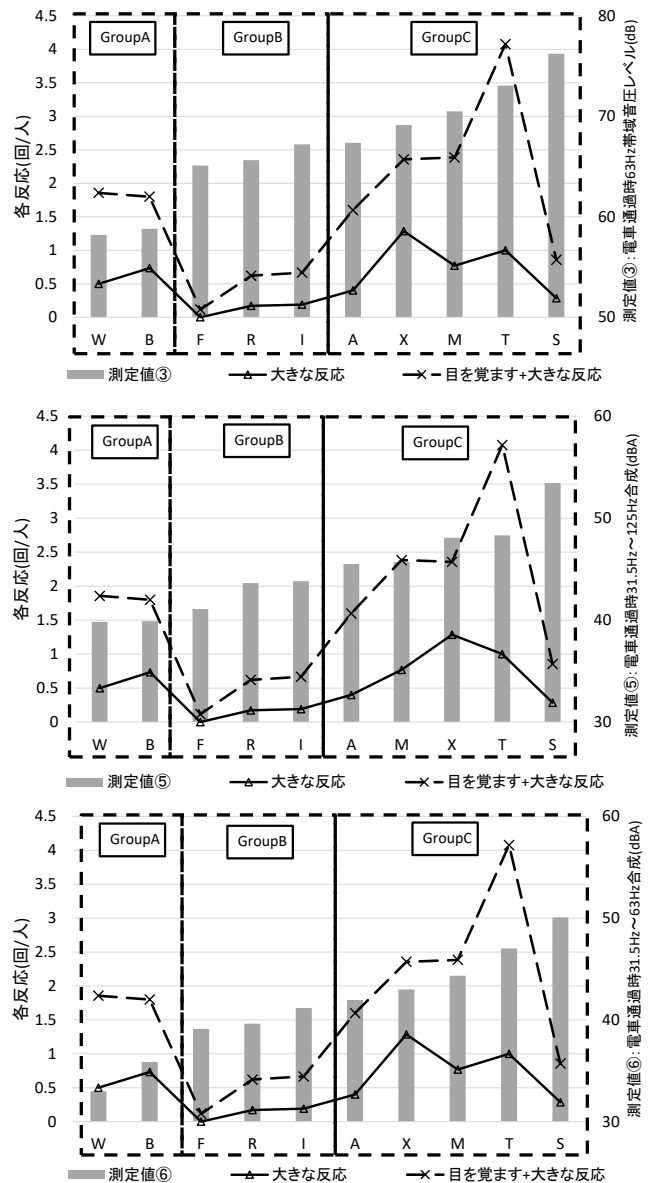 GroupA GroupB GroupC
各反応(回/人)
4.5
4
3.5
3
2.5
2
1.5
1
0.5
0
80
70
60
50
測定値③:電車通過時63Hz帯域音圧レベル(dB)
W B F R I A X M T S
測定値③ 大きな反応 目を覚ます+大きな反応
GroupA GroupB GroupC
各反応(回/人)
4.5
4
3.5
3
2.5
2
1.5
1
0.5
0
60
50
40
30
測定値⑤:電車通過時31.5Hz～125Hz合成(dBA)
W B F R I A M X T S
測定値⑤ 大きな反応 目を覚ます+大きな反応
GroupA GroupB GroupC
各反応(回/人)
4.5
4
3.5
3
2.5
2
1.5
1
0.5
0
60
50
40
30
測定値⑥:電車通過時31.5Hz～63Hz合成(dBA)
W B F R I A X M T S
測定値⑥ 大きな反応 目を覚ます+大きな反応